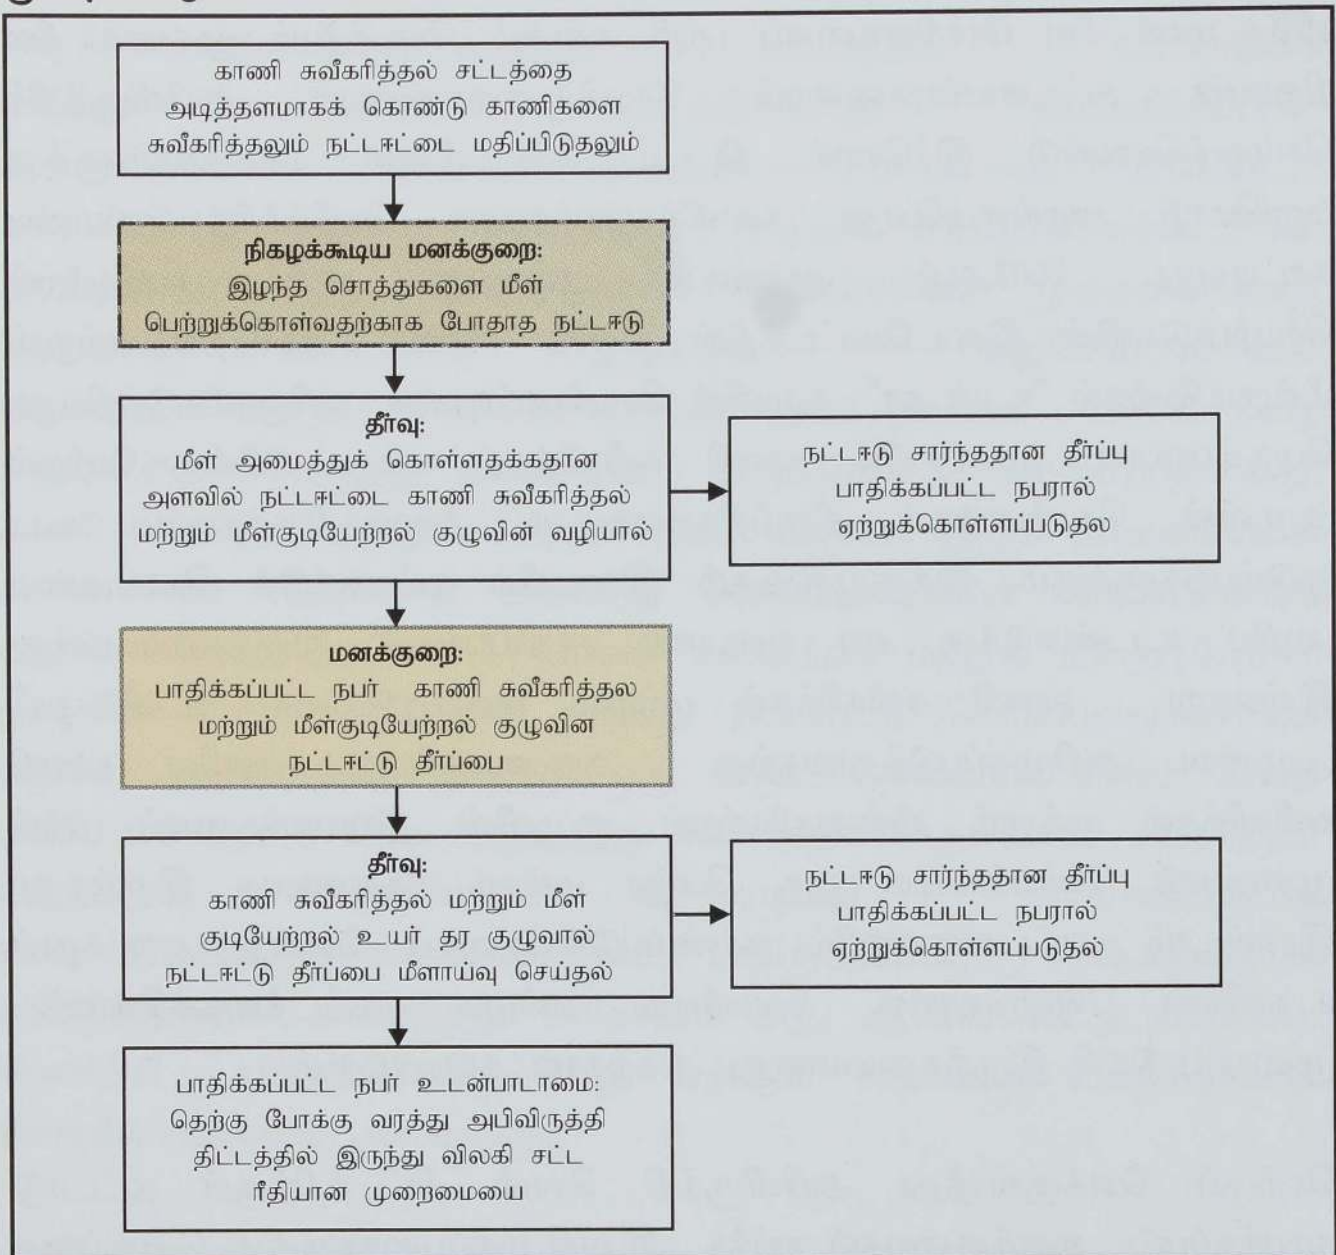 காணி சுவீகரித்தல் சட்டத்தை
அடித்தளமாகக் கொண்டு காணிகளை
சுவீகரித்தலும் நட்டஈட்டை மதிப்பிடுதலும்
நிகழக்கூடிய மனக்குறை:
இழந்த சொத்துகளை மீள்
பெற்றுக்கொள்வதற்காக போதாத நட்டஈடு
தீர்வு:
மீள் அமைத்துக் கொள்ளதக்கதான
அளவில் நட்டஈட்டை காணி சுவீகரித்தல்
மற்றும் மீள்குடியேற்றல் குழுவின் வழியால்
நட்டஈடு சார்ந்ததான தீர்ப்பு
பாதிக்கப்பட்ட நபரால்
ஏற்றுக்கொள்ளப்படுதல
மனக்குறை:
பாதிக்கப்பட்ட நபர் காணி சுவீகரித்தல
மற்றும் மீள்குடியேற்றல் குழுவின
நட்டஈட்டு தீர்ப்பை
தீர்வு:
காணி சுவீகரித்தல் மற்றும் மீள்
குடியேற்றல் உயர் தர குழுவால்
நட்டஈட்டு தீர்ப்பை மீளாய்வு செய்தல்
நட்டஈடு சார்ந்ததான தீர்ப்பு
பாதிக்கப்பட்ட நபரால்
ஏற்றுக்கொள்ளப்படுதல்
பாதிக்கப்பட்ட நபர் உடன்பாடாமை:
தெற்கு போக்கு வரத்து அபிவிருத்தி
திட்டத்தில் இருந்து விலகி சட்ட
ரீதியான முறைமையை